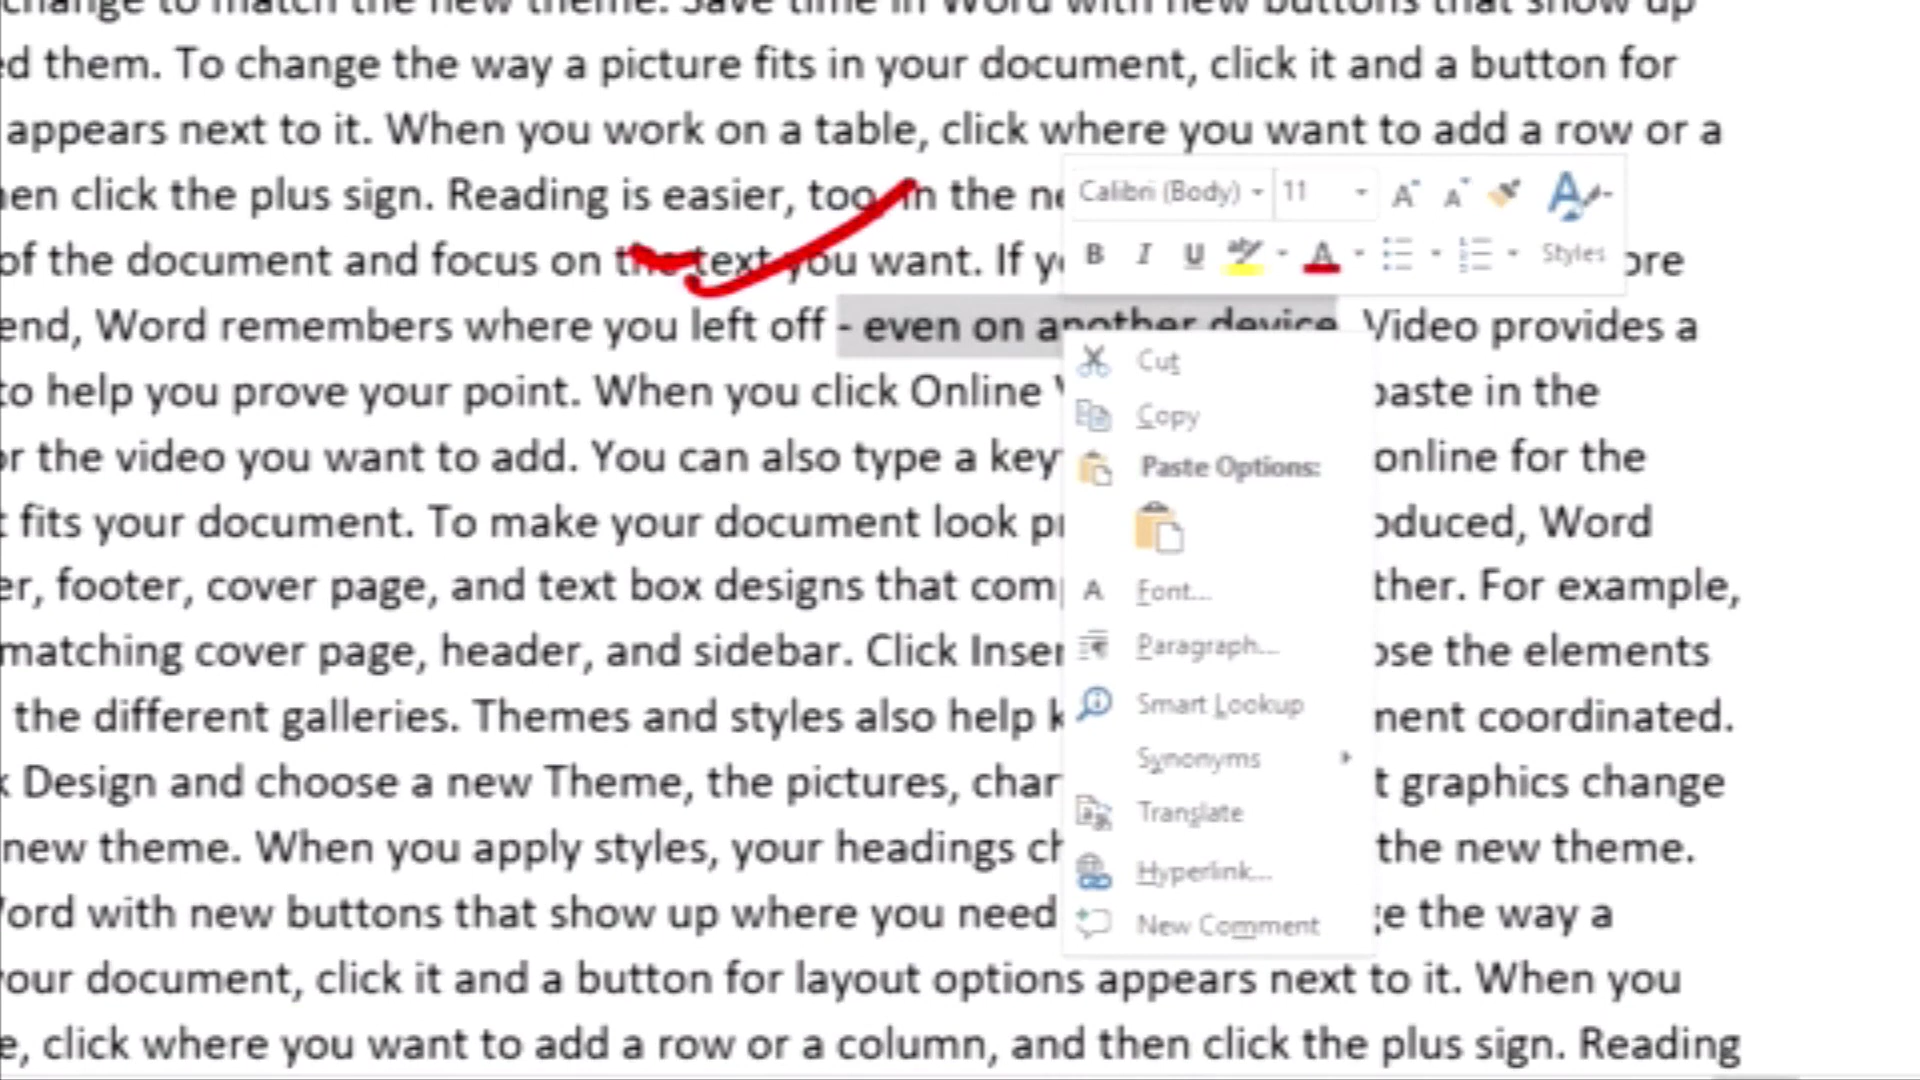 change to match the new theme. Save time in Word with new buttons that show up
ed them. To change the way a picture fits in your document, click it and a button for
appears next to it. When you work on a table, click where you want to add a row or a
en click the plus sign. Reading is easier, too, in the ne
of the document and focus on the text you want. If y ore
end, Word remembers where you left off - even on another device. Video provides a
to help you prove your point. When you click Online paste in the
or the video you want to add. You can also type a key online for the
t fits your document. To make your document look pr oduced, Word
er, footer, cover page, and text box designs that com ther. For example,
matching cover page, header, and sidebar. Click Inser ose the elements
the different galleries. Themes and styles also help k ment coordinated.
k Design and choose a new Theme, the pictures, char t graphics change
new theme. When you apply styles, your headings ch the new theme.
Word with new buttons that show up where you need ge the way a
our document, click it and a button for layout options appears next to it. When you
e, click where you want to add a row or a column, and then click the plus sign. Reading
Calibri (Body) 11 A A A
B I U aby A Styles
Cut
Copy
Paste Options:
A Font...
Paragraph...
Smart Lookup
Synonyms
Translate
Hyperlink...
New Comment